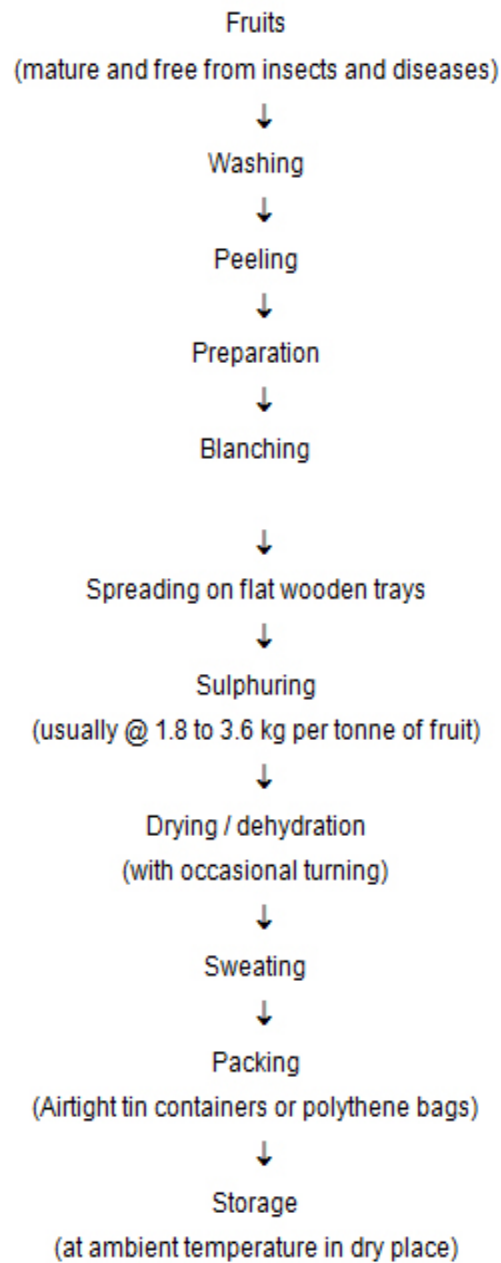 Fruits
(mature and free from insects and diseases)
↓
Washing
↓
Peeling
↓
Preparation
↓
Blanching
↓
Spreading on flat wooden trays
↓
Sulphuring
(usually @ 1.8 to 3.6 kg per tonne of fruit)
↓
Drying / dehydration
(with occasional turning)
↓
Sweating
↓
Packing
(Airtight tin containers or polythene bags)
↓
Storage
(at ambient temperature in dry place)